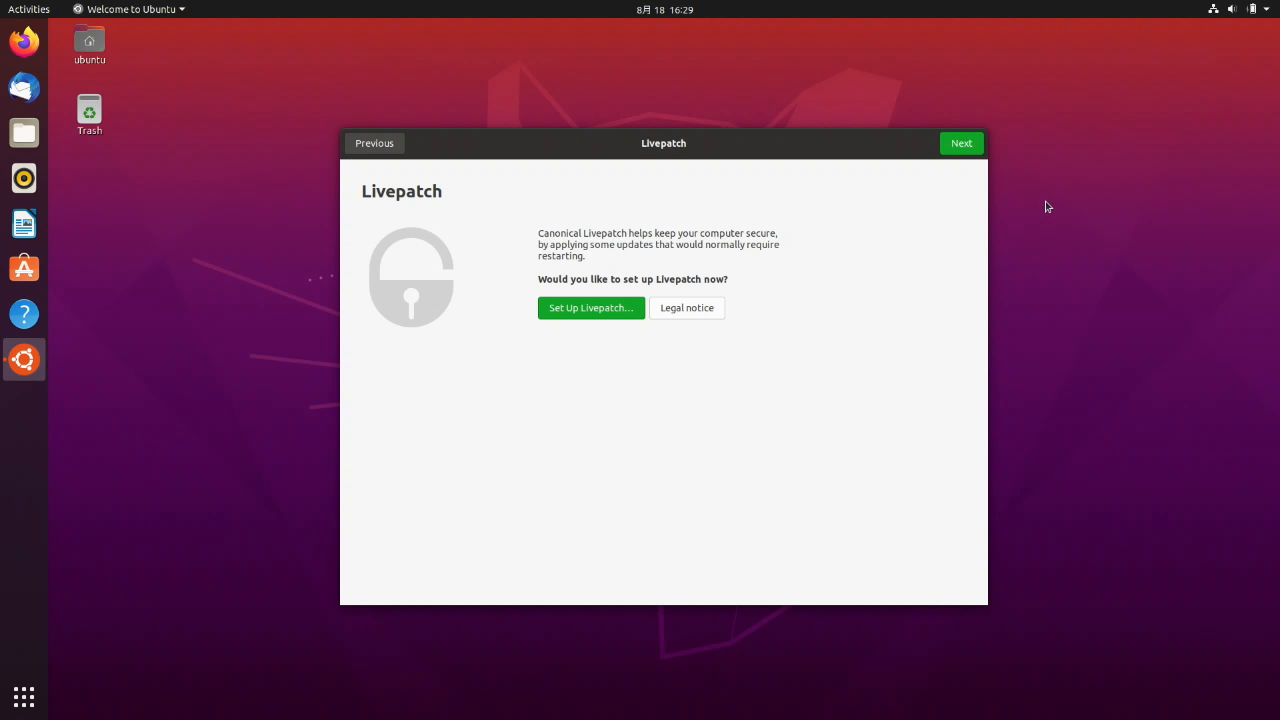 Activities
Welcome to Ubuntu
8月 18 16:29
ubuntu
Trash
Previous
Livepatch
Next
Livepatch
Canonical Livepatch helps keep your computer secure,
by applying some updates that would normally require
restarting.
Would you like to set up Livepatch now?
Set Up Livepatch…
Legal notice